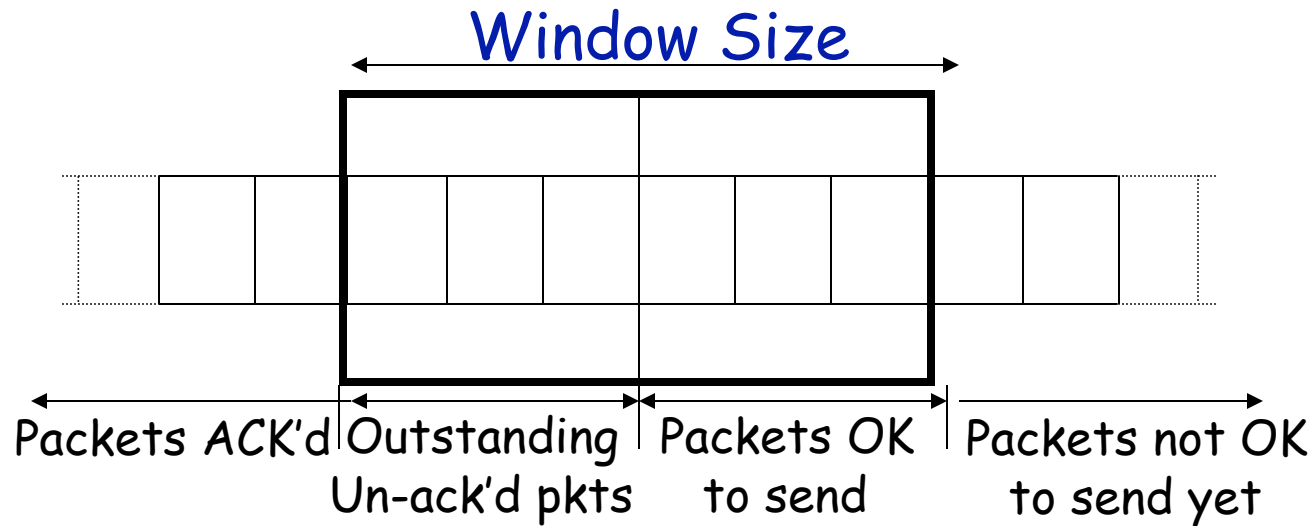 Window Size
Packets ACK'd Outstanding Packets OK Packets not OK
Un-ack'd pkts to send to send yet